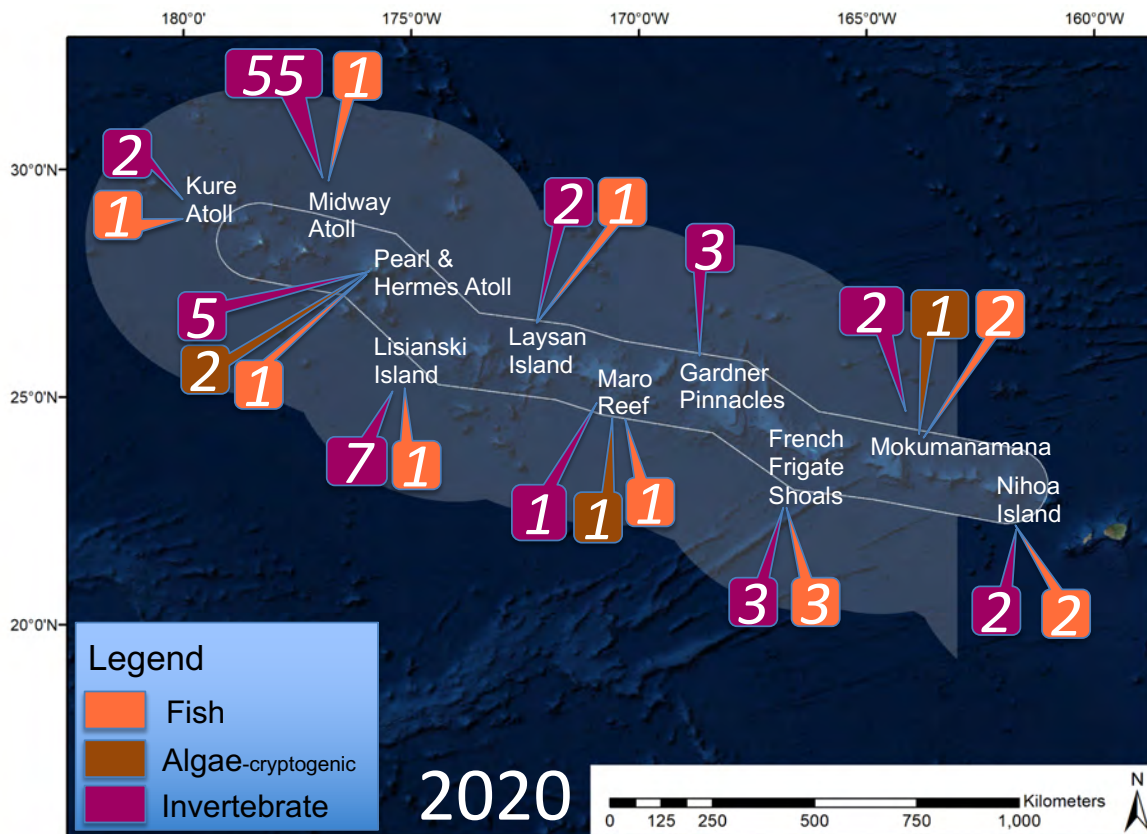 180°0' -175°0' -170°0' -165°0' -160°0'
55 1
30°0'N
2
Kure
Atoll
1
Midway
Atoll
2 1
3
Pearl &
Hermes Atoll
5
2
1
2 1 2
Laysan
Island
Lisianski
Island
Gardner
Pinnacles
Maro
Reef
25°0'N
7 1
French
Frigate
Shoals
Mokumanamana
Nihoa
Island
1 1 1
3 3
2 2
20°0'N
Legend
Fish
Algae-cryptogenic
Invertebrate
2020
Kilometers
0 125 250 500 750 1,000
N